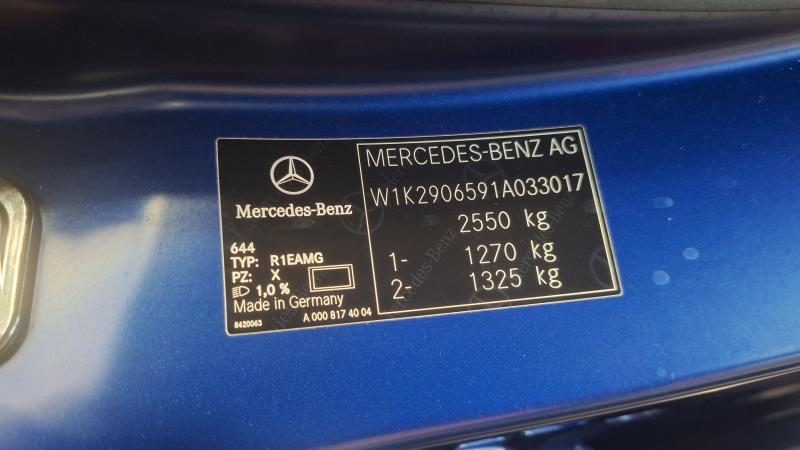 Mercedes-Benz
644
TYP: R1EAMG
PZ: X
1,0 %
Made in Germany
8420063 A 000 817 40 04
MERCEDES-BENZ AG
W1K2906591A033017
2550 kg
1- 1270 kg
2- 1325 kg